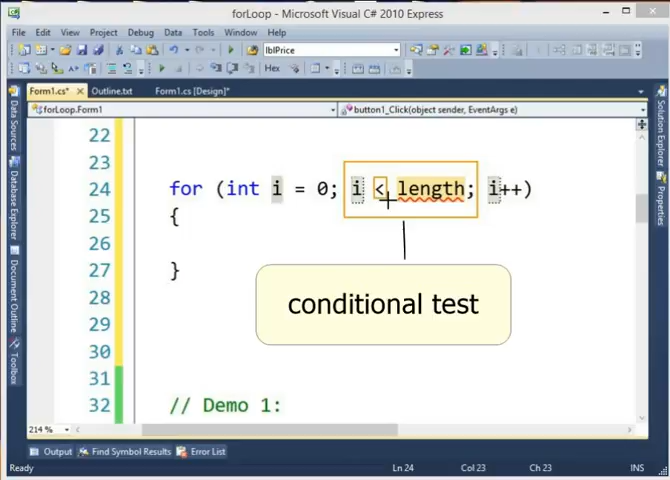 forLoop - Microsoft Visual C# 2010 Express
File Edit View Project Debug Data Tools Window Help
lblPrice
Hex
Form1.cs* Outline.txt Form1.cs [Design]*
forLoop.Form1 button1_Click(object sender, EventArgs e)
Data Sources
Database Explorer
Document Outline
Toolbox
Solution Explorer
Properties
22
23
24 for (int i = 0; i < length; i++)
25 {
26
27 }
28
29
30
31
32 // Demo 1:
conditional test
214 %
Output Find Symbol Results Error List
Ready Ln 24 Col 23 Ch 23 INS